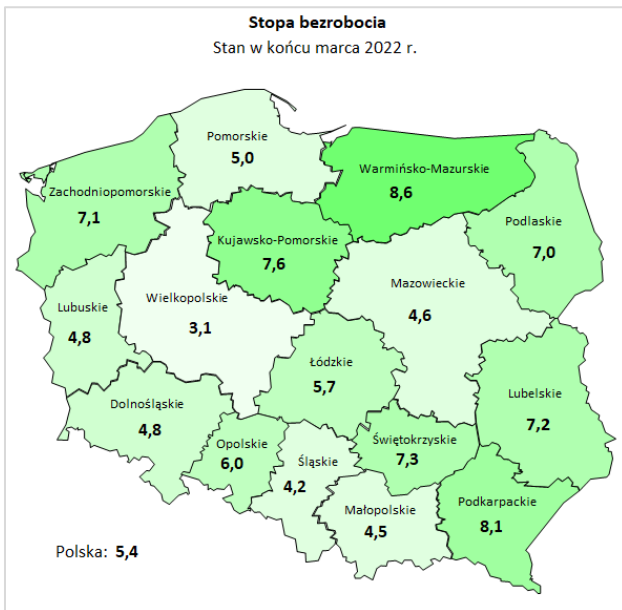 Stopa bezrobocia
Stan w końcu marca 2022 r.
Pomorskie
5,0
Warmińsko-Mazurskie
8,6
Zachodniopomorskie
7,1
Podlaskie
7,0
Kujawsko-Pomorskie
7,6
Mazowieckie
4,6
Wielkopolskie
3,1
Lubuskie
4,8
Łódzkie
5,7
Lubelskie
7,2
Dolnośląskie
4,8
Opolskie
6,0
Świętokrzyskie
7,3
Śląskie
4,2
Podkarpackie
8,1
Małopolskie
4,5
Polska: 5,4